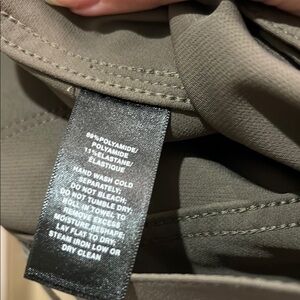 89%POLYAMIDE/
POLYAMIDE
11%ELASTANE/
ÉLASTIQUE
HAND WASH COLD
SEPARATELY;
DO NOT BLEACH;
DO NOT TUMBLE DRY;
ROLL IN TOWEL TO
REMOVE EXCESS
MOISTURE,RESHAPE;
LAY FLAT TO DRY;
STEAM IRON LOW OR
DRY CLEAN